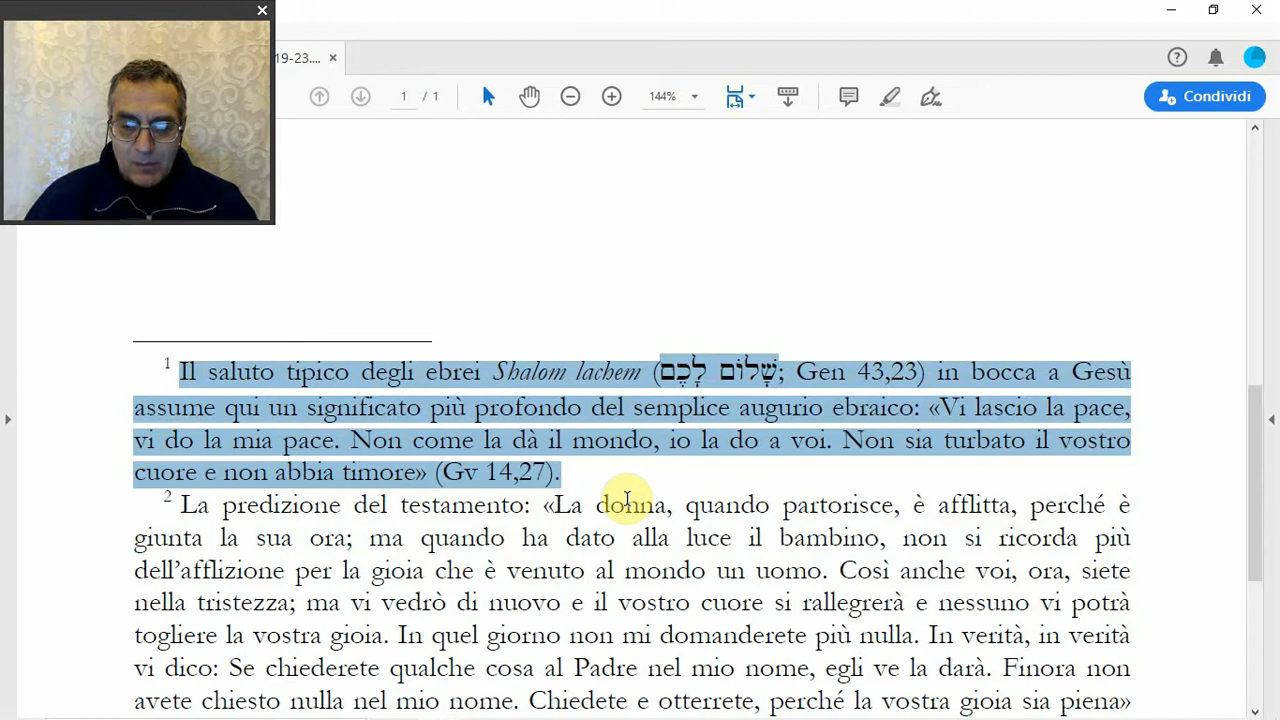 19-23....
1 / 1
144%
Condividi
1 Il saluto tipico degli ebrei Shalom lachem (שָׁלוֹם לָכֶם; Gen 43,23) in bocca a Gesù
assume qui un significato più profondo del semplice augurio ebraico: «Vi lascio la pace,
vi do la mia pace. Non come la dà il mondo, io la do a voi. Non sia turbato il vostro
cuore e non abbia timore» (Gv 14,27).
2 La predizione del testamento: «La donna, quando partorisce, è afflitta, perché è
giunta la sua ora; ma quando ha dato alla luce il bambino, non si ricorda più
dell’afflizione per la gioia che è venuto al mondo un uomo. Così anche voi, ora, siete
nella tristezza; ma vi vedrò di nuovo e il vostro cuore si rallegrerà e nessuno vi potrà
togliere la vostra gioia. In quel giorno non mi domanderete più nulla. In verità, in verità
vi dico: Se chiederete qualche cosa al Padre nel mio nome, egli ve la darà. Finora non
avete chiesto nulla nel mio nome. Chiedete e otterrete, perché la vostra gioia sia piena»